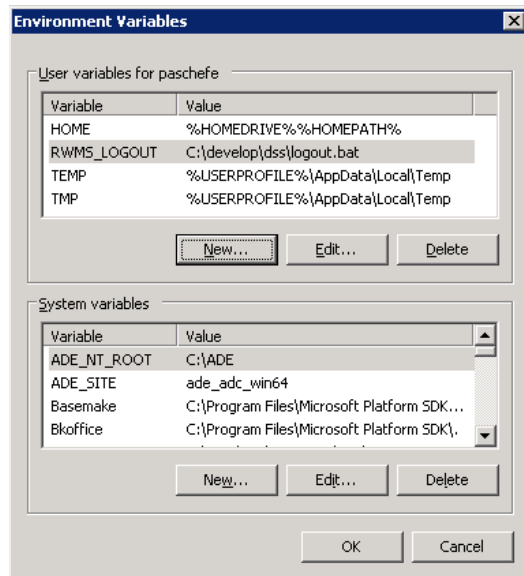 Environment Variables
User variables for paschefe
Variable Value
HOME %HOMEDRIVE%%HOMEPATH%
RWMS_LOGOUT C:\develop\dss\logout.bat
TEMP %USERPROFILE%\AppData\Local\Temp
TMP %USERPROFILE%\AppData\Local\Temp
New... Edit... Delete
System variables
Variable Value
ADE_NT_ROOT C:\ADE
ADE_SITE ade_adc_win64
Basemake C:\Program Files\Microsoft Platform SDK...
Bkoffice C:\Program Files\Microsoft Platform SDK\.
New... Edit... Delete
OK Cancel